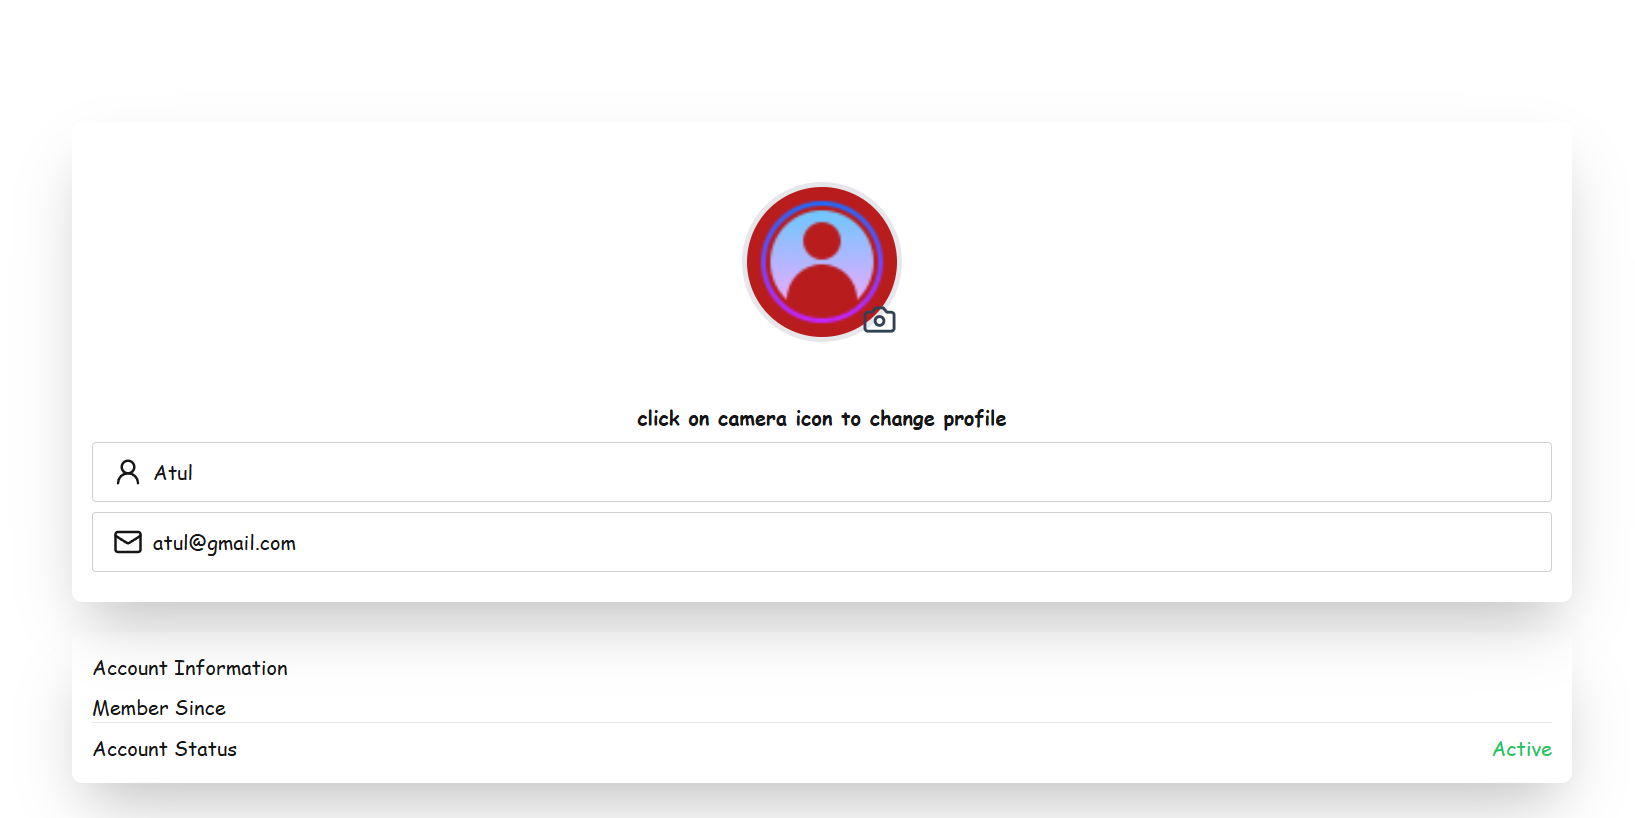 click on camera icon to change profile
Atul
atul@gmail.com
Account Information
Member Since
Account Status Active